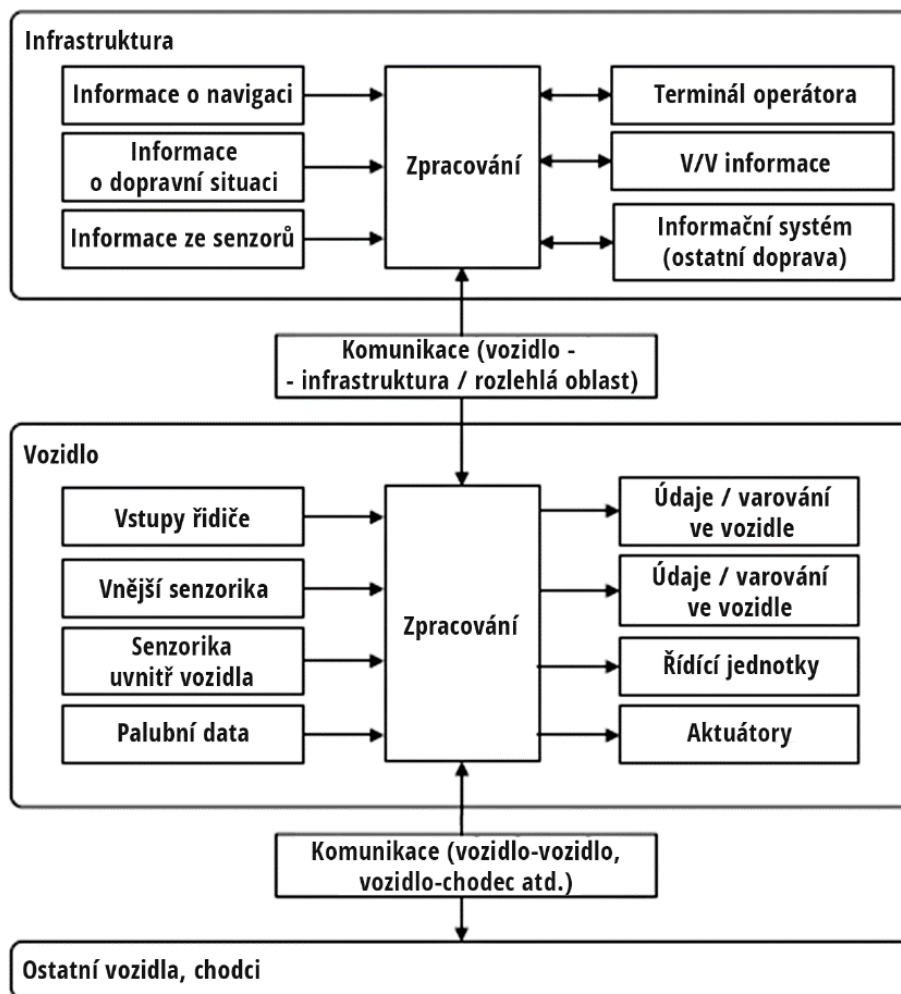 Infrastruktura
Informace o navigaci
Informace
o dopravní situaci
Informace ze senzorů
Zpracování
Terminál operátora
V/V informace
Informační systém
(ostatní doprava)
Komunikace (vozidlo -
- infrastruktura / rozlehlá oblast)
Vozidlo
Vstupy řidiče
Vnější senzorika
Senzorika
uvnitř vozidla
Palubní data
Zpracování
Údaje / varování
ve vozidle
Údaje / varování
ve vozidle
Řídící jednotky
Aktuátory
Komunikace (vozidlo-vozidlo,
vozidlo-chodec atd.)
Ostatní vozidla, chodci